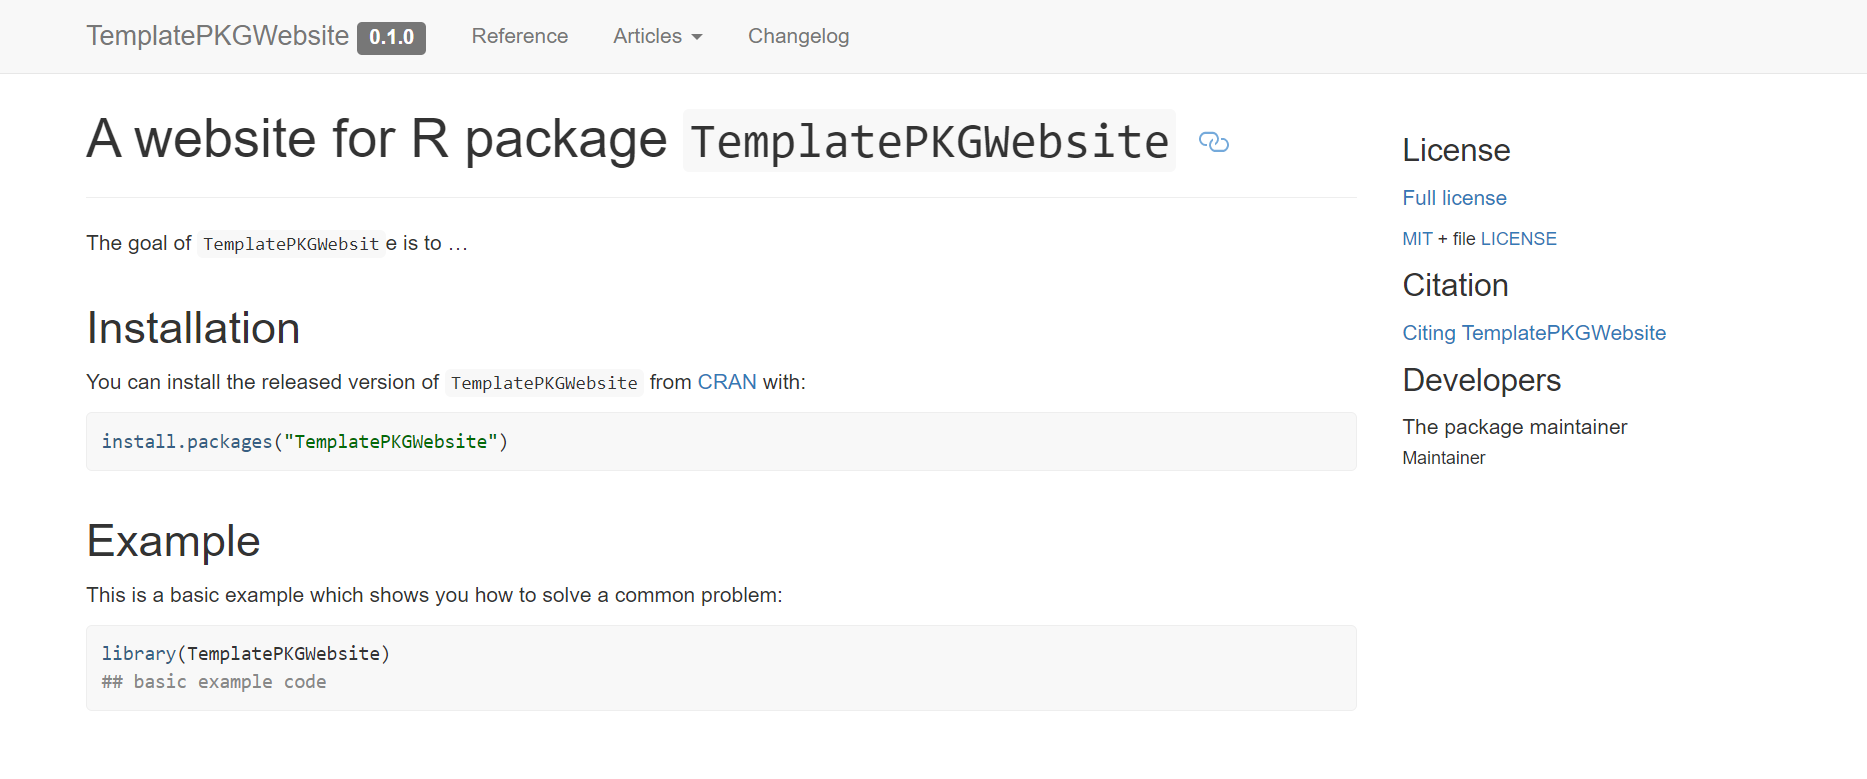 TemplatePKGWebsite 0.1.0 Reference Articles Changelog
A website for R package TemplatePKGWebsite
The goal of TemplatePKGWebsite is to …
Installation
You can install the released version of TemplatePKGWebsite from CRAN with:
install.packages("TemplatePKGWebsite")
Example
This is a basic example which shows you how to solve a common problem:
library(TemplatePKGWebsite)
## basic example code
License
Full license
MIT + file LICENSE
Citation
Citing TemplatePKGWebsite
Developers
The package maintainer
Maintainer